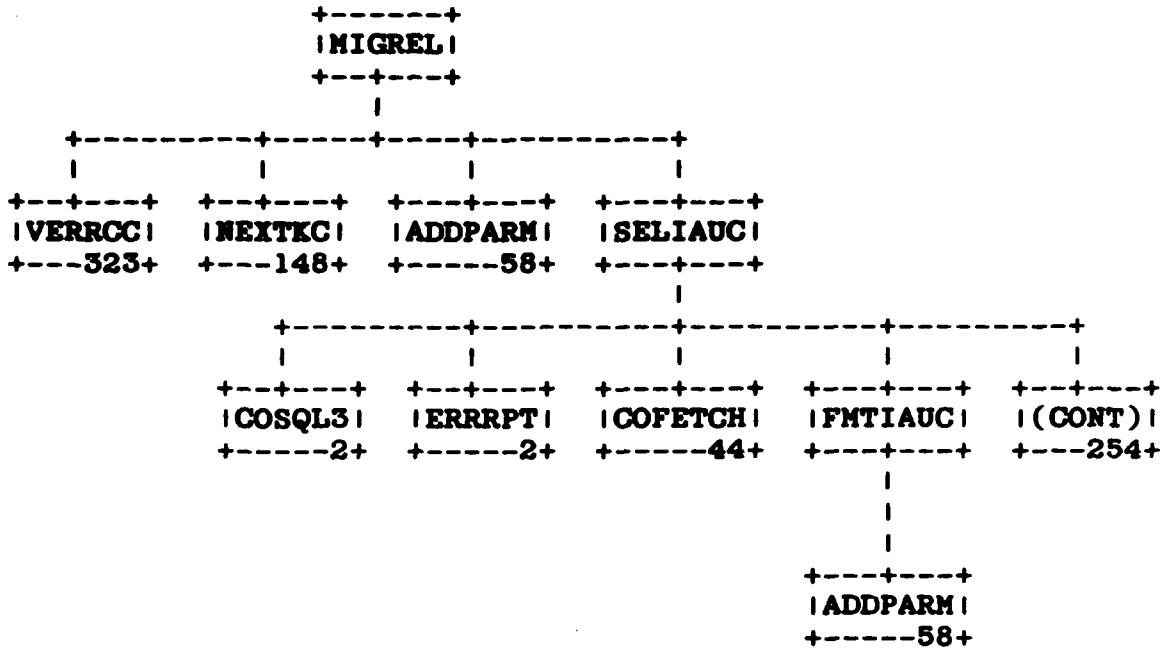 MIGREL
VERRCC NEXTKC ADDPARM SELIAUC
323 148 58
COSQL3 ERRRPT COFETCH FMTIAUC (CONT)
2 2 44 254
ADDPARM
58